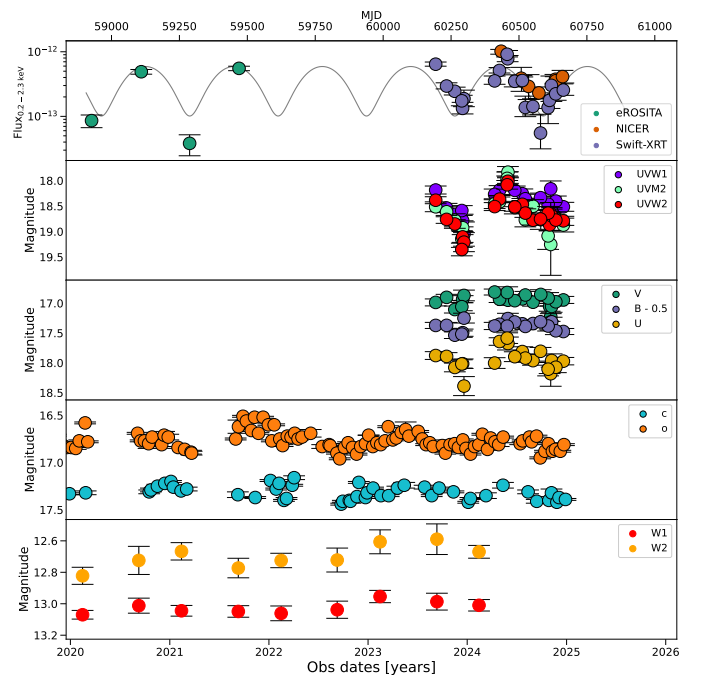 MJD
59000 59250 59500 59750 60000 60250 60500 60750 61000
Flux0.2−2.3 keV
10−12
10−13
eROSITA
NICER
Swift-XRT
Magnitude
18.0
18.5
19.0
19.5
UVW1
UVM2
UVW2
Magnitude
17.0
17.5
18.0
18.5
V
B - 0.5
U
Magnitude
16.5
17.0
17.5
c
o
Magnitude
12.6
12.8
13.0
13.2
W1
W2
2020 2021 2022 2023 2024 2025 2026
Obs dates [years]